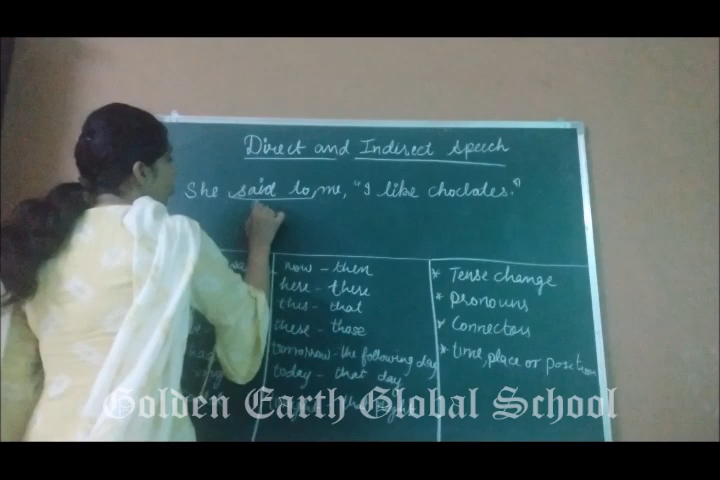 Direct and Indirect Speech
She said to me, "I like choclates."
now - then
here - there
this - that
these - those
tomorrow - the following day
today - that day
* Tense change
* Pronouns
* Connectors
* time, place or position
Golden Earth Global School